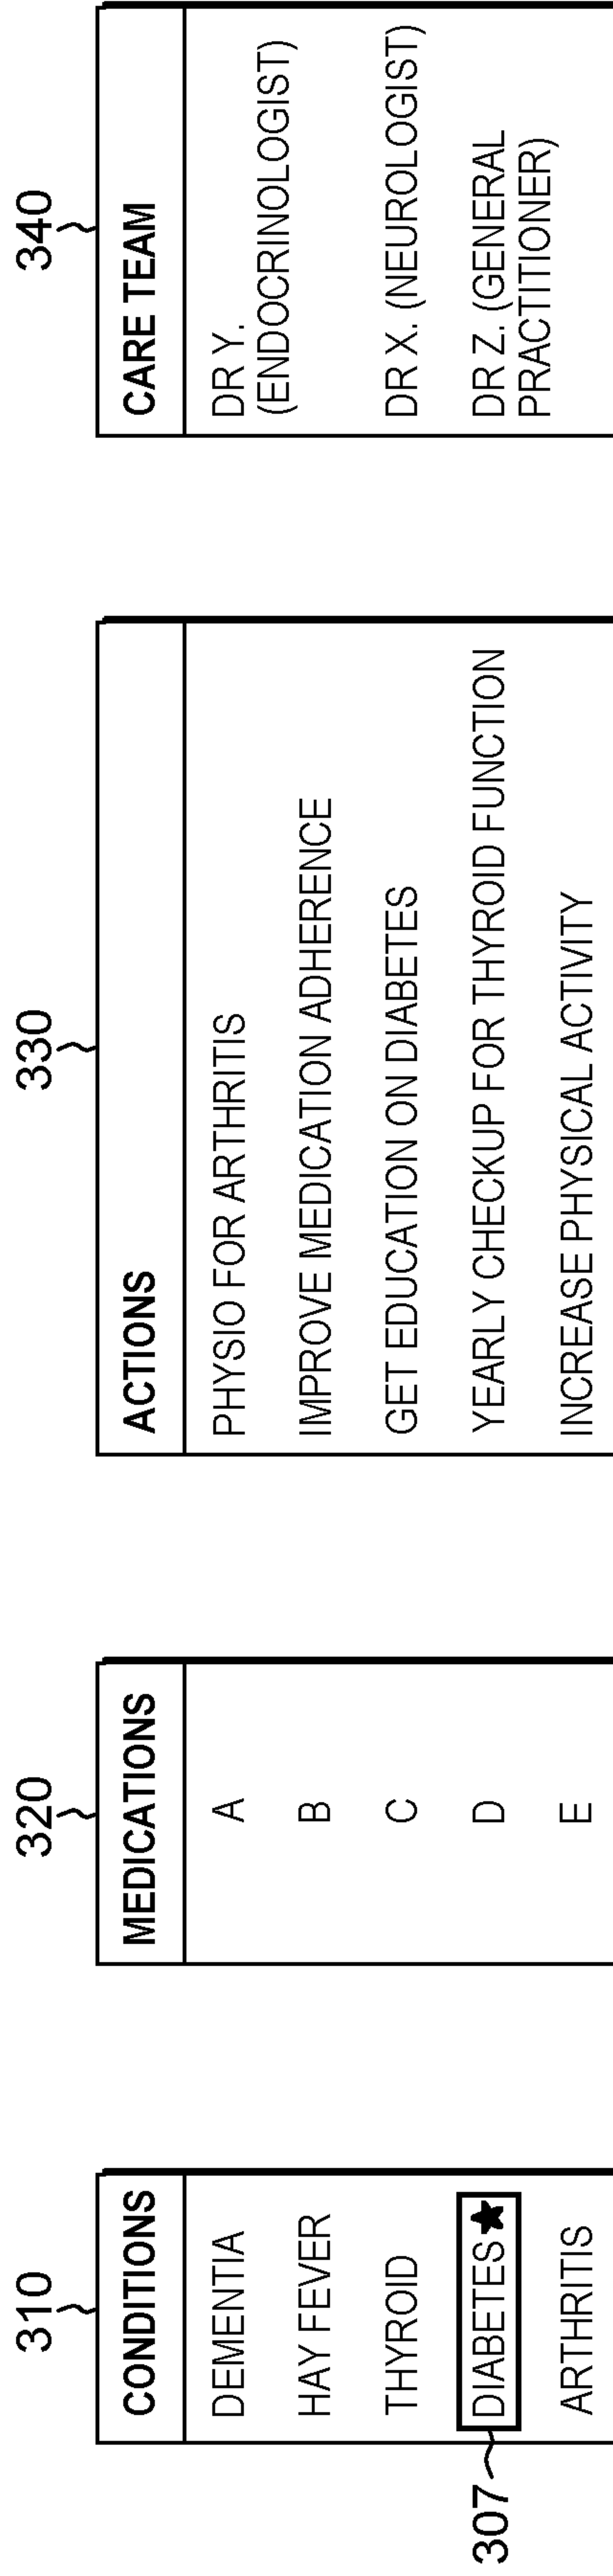 310
CONDITIONS
DEMENTIA
HAY FEVER
THYROID
DIABETES
ARTHRITIS
307
320
MEDICATIONS
A
B
C
D
E
330
ACTIONS
PHYSIO FOR ARTHRITIS
IMPROVE MEDICATION ADHERENCE
GET EDUCATION ON DIABETES
YEARLY CHECKUP FOR THYROID FUNCTION
INCREASE PHYSICAL ACTIVITY
340
CARE TEAM
DR Y.
(ENDOCRINOLOGIST)
DR X. (NEUROLOGIST)
DR Z. (GENERAL
PRACTITIONER)